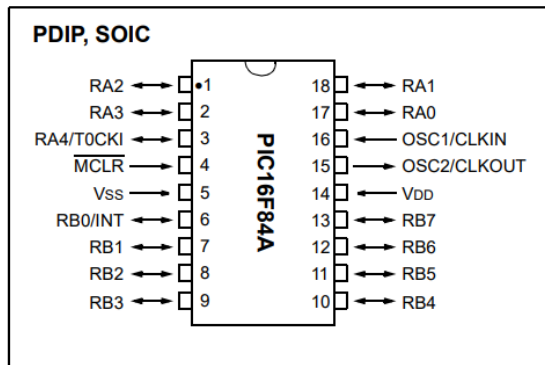 PDIP, SOIC
RA2 •1 18 RA1
RA3 2 17 RA0
RA4/T0CKI 3 16 OSC1/CLKIN
MCLR 4 15 OSC2/CLKOUT
VSS 5 14 VDD
RB0/INT 6 13 RB7
RB1 7 12 RB6
RB2 8 11 RB5
RB3 9 10 RB4
PIC16F84A